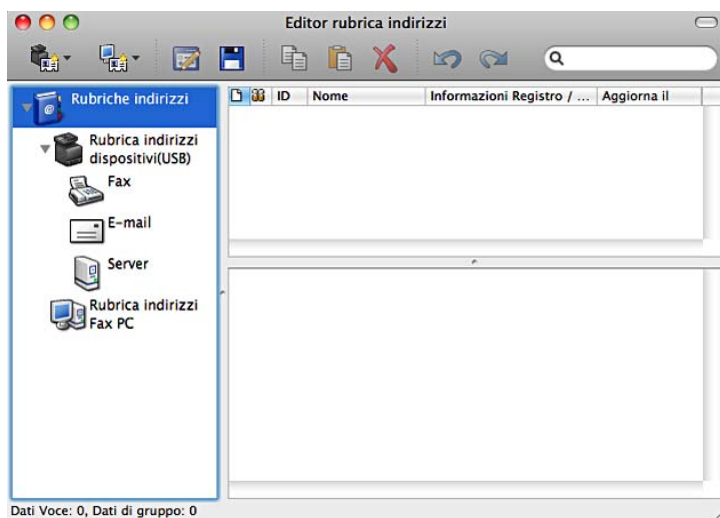 Editor rubrica indirizzi
Rubriche indirizzi
Rubrica indirizzi
dispositivi(USB)
Fax
E-mail
Server
Rubrica indirizzi
Fax PC
ID Nome Informazioni Registro / ... Aggiorna il
Dati Voce: 0, Dati di gruppo: 0